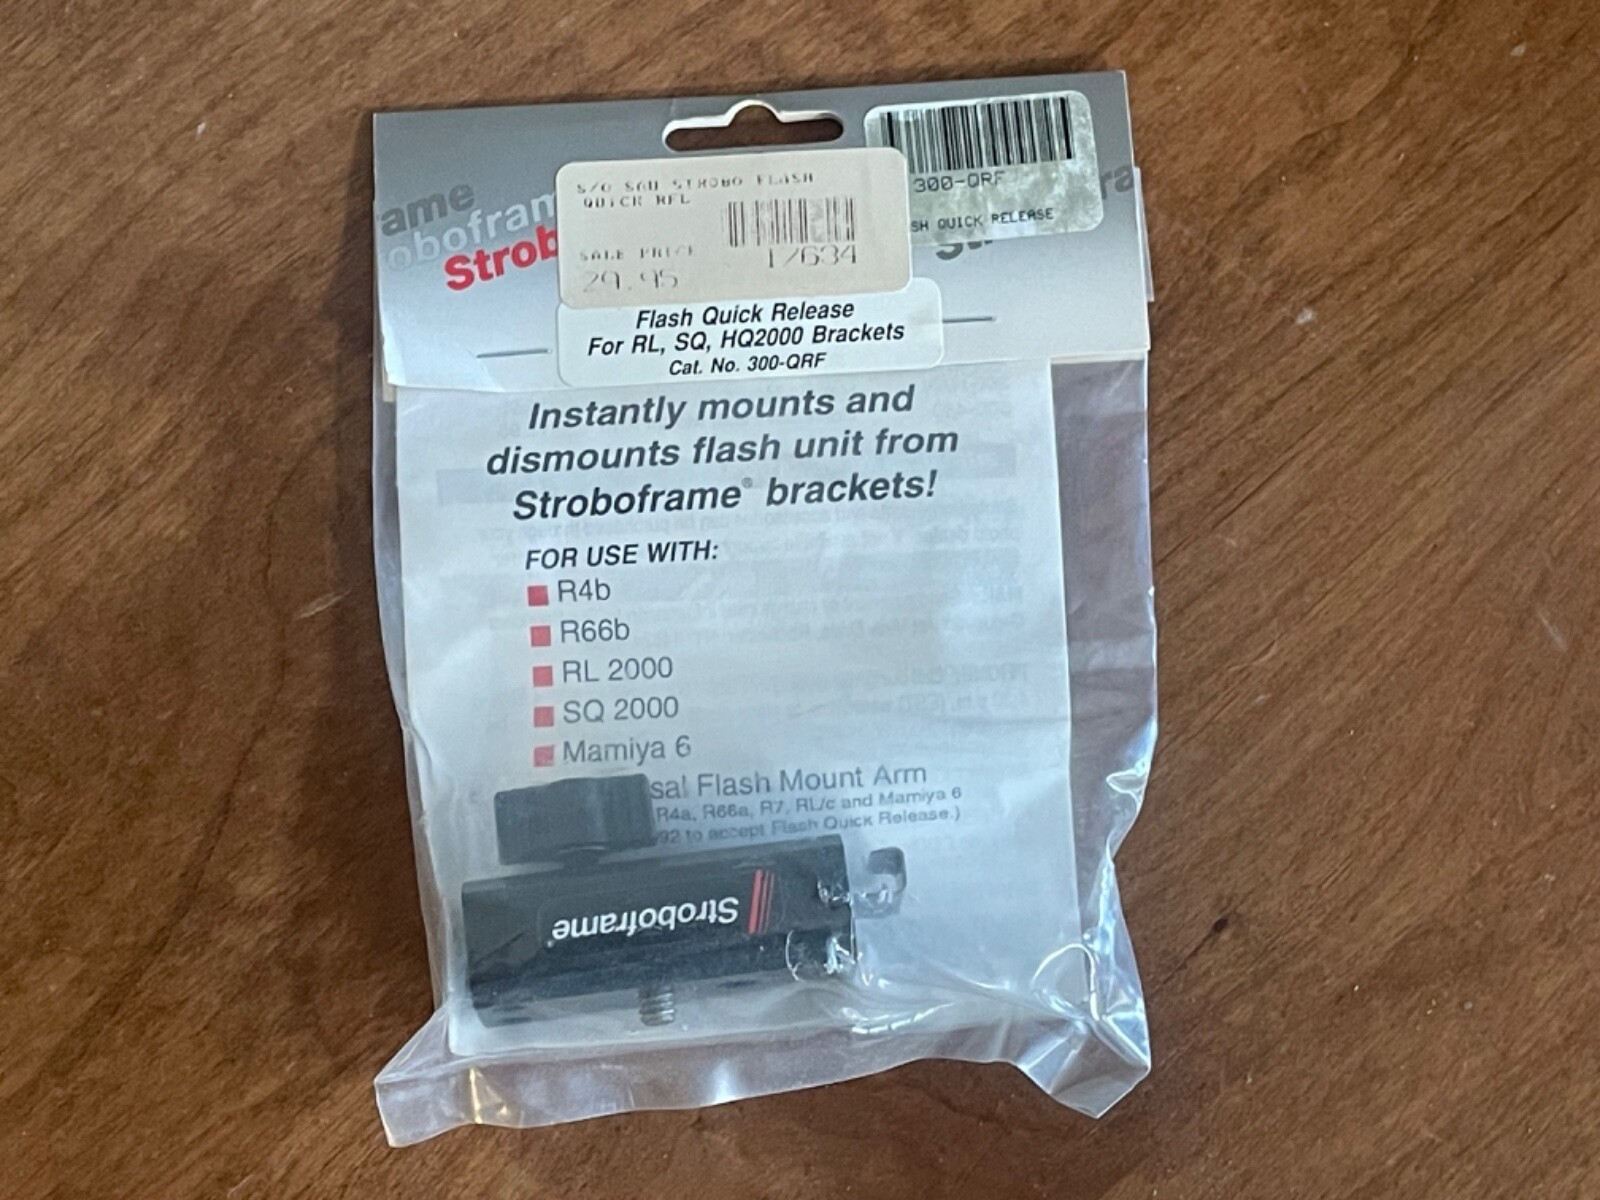 ame
obofram
Strob
S/O SAU STROBO FLASH
QUICK REL
SALE PRICE
29.95
17634
300-QRF
SH QUICK RELEASE
ra
Flash Quick Release
For RL, SQ, HQ2000 Brackets
Cat. No. 300-QRF
Instantly mounts and
dismounts flash unit from
Stroboframe® brackets!
FOR USE WITH:
R4b
R66b
RL 2000
SQ 2000
Mamiya 6
sal Flash Mount Arm
R4a, R66a, R7, RL/c and Mamiya 6
92 to accept Flash Quick Release.)
Stroboframe